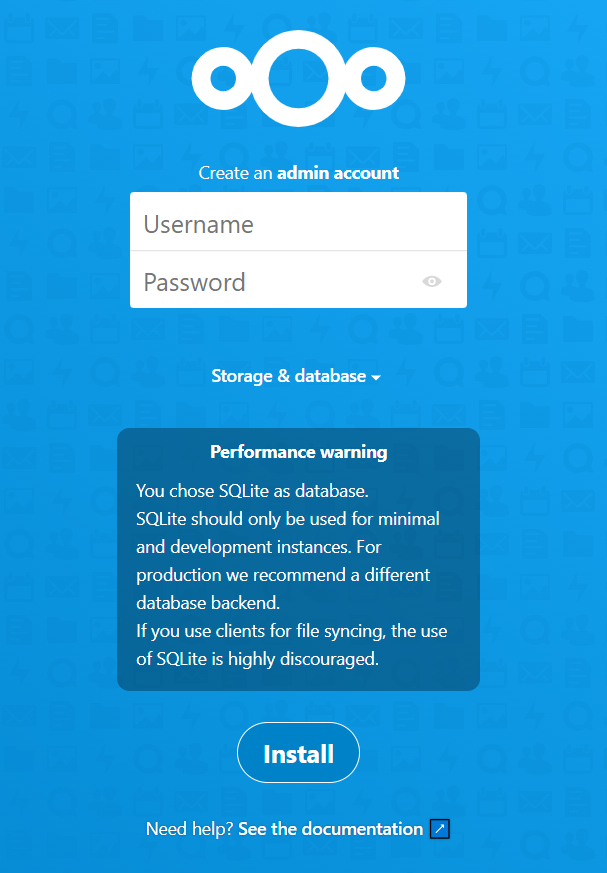 Create an admin account
Username
Password
Storage & database
Performance warning
You chose SQLite as database.
SQLite should only be used for minimal
and development instances. For
production we recommend a different
database backend.
If you use clients for file syncing, the use
of SQLite is highly discouraged.
Install
Need help? See the documentation